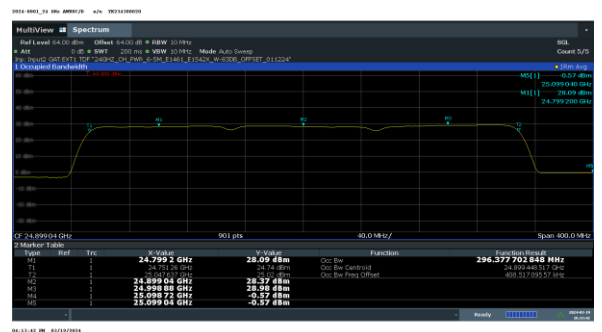 MultiView Spectrum
Ref Level 64.00 dBm Offset 64.00 dB RBW 10 MHz SGL
Att 0 dB SWT 200 ms VBW 10 MHz Mode Auto Sweep Count 5/5
1 Occupied Bandwidth 1Rm Avg
M5[1] -0.57 dBm
25.099 040 GHz
M1[1] 28.09 dBm
24.799 200 GHz
T1 M1 M2 M3 T2 M5
CF 24.89904 GHz 901 pts 40.0 MHz/ Span 400.0 MHz
2 Marker Table
Type Ref Trc X-Value Y-Value Function Function Result
M1 1 24.799 2 GHz 28.09 dBm Occ Bw 296.377 702 848 MHz
T1 1 24.751 26 GHz 24.74 dBm Occ Bw Centroid 24.899 448 517 GHz
T2 1 25.047 637 GHz 25.02 dBm Occ Bw Freq Offset 408.517 095 57 kHz
M2 1 24.899 04 GHz 28.37 dBm
M3 1 24.998 88 GHz 28.98 dBm
M4 1 25.098 72 GHz -0.57 dBm
M5 1 25.099 04 GHz -0.57 dBm
Ready